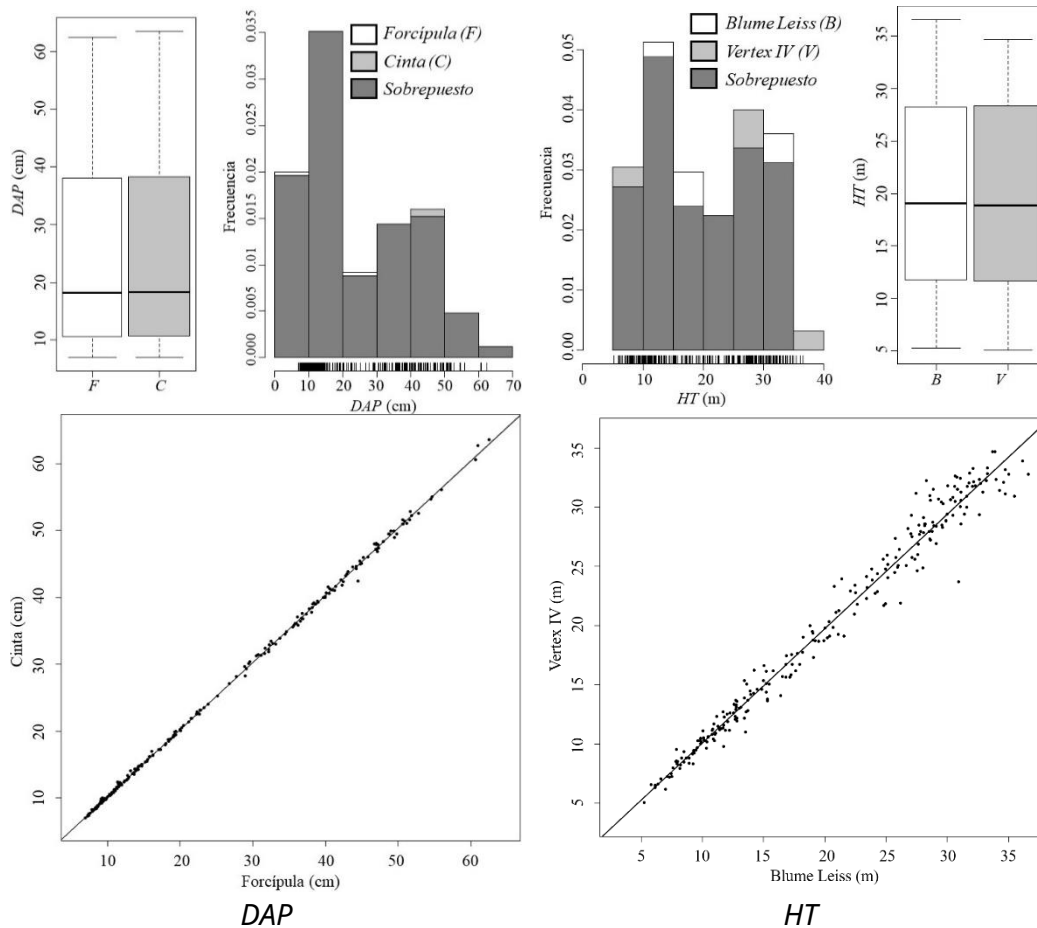 DAP (cm)
10 20 30 40 60
F C
Frecuencia
0.000 0.005 0.010 0.015 0.020 0.025 0.030 0.035
Forcípula (F)
Cinta (C)
Sobrepuesto
0 10 20 30 40 50 60 70
DAP (cm)
Frecuencia
0.00 0.01 0.02 0.03 0.04 0.05
Blume Leiss (B)
Vertex IV (V)
Sobrepuesto
0 10 20 30 40
HT (m)
HT (m)
5 10 15 20 25 30 35
B V
Cinta (cm)
10 20 30 40 50 60
10 20 30 40 50 60
Forcípula (cm)
DAP
Vertex IV (m)
5 10 15 20 25 30 35
5 10 15 20 25 30 35
Blume Leiss (m)
HT